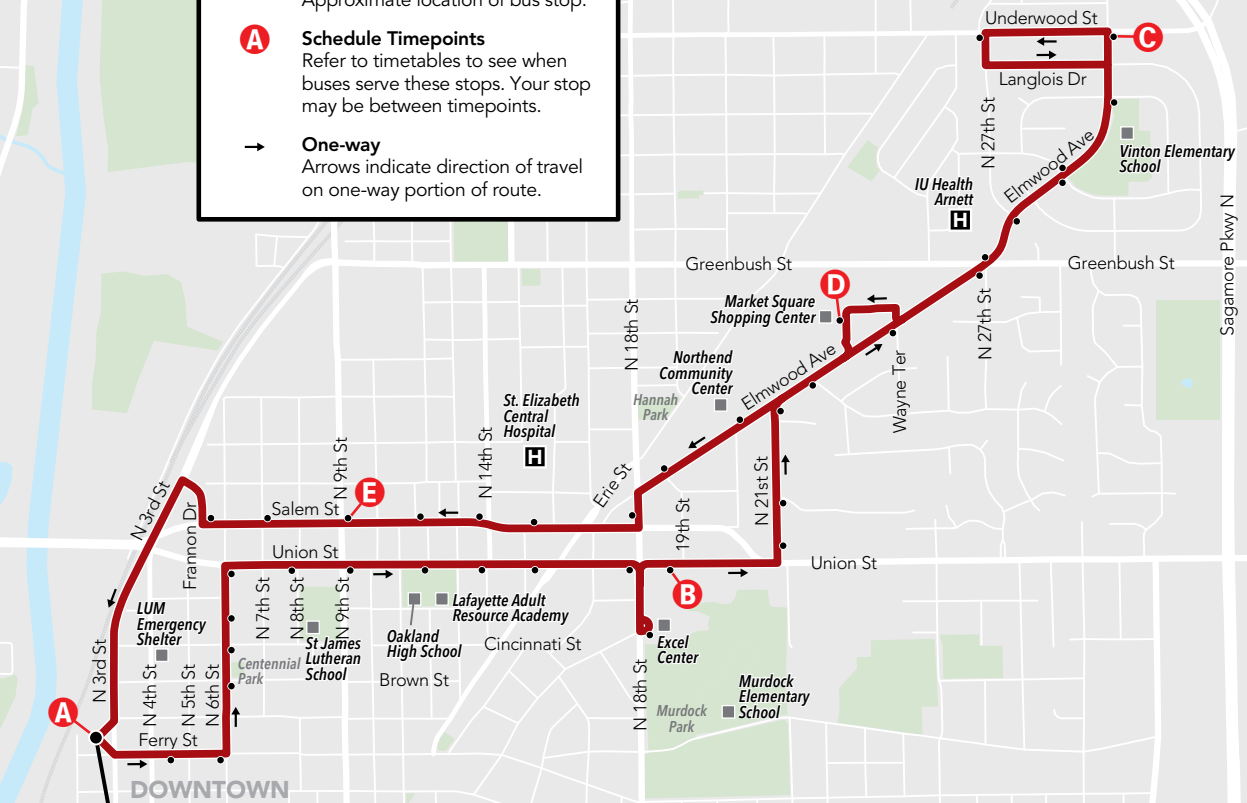 Approximate location of bus stop.
A
Schedule Timepoints
Refer to timetables to see when
buses serve these stops. Your stop
may be between timepoints.
One-way
Arrows indicate direction of travel
on one-way portion of route.
Underwood St
C
Langlois Dr
N 27th St
Elmwood Ave
Vinton Elementary
School
IU Health
Arnett
H
Sagamore Pkwy N
Greenbush St
Greenbush St
D
Market Square
Shopping Center
N 27th St
N 18th St
Northend
Community
Center
Elmwood Ave
Wayne Ter
Hannah
Park
St. Elizabeth
Central
Hospital
H
N 9th St
N 14th St
Erie St
N 21st St
19th St
N 3rd St
E
Salem St
Frannon Dr
Union St
Union St
B
LUM
Emergency
Shelter
N 7th St
N 8th St
N 9th St
Lafayette Adult
Resource Academy
Oakland
High School
Cincinnati St
Excel
Center
St James
Lutheran
School
Centennial
Park
Brown St
N 3rd St
N 4th St
N 5th St
N 6th St
N 18th St
Murdock
Elementary
School
Murdock
Park
A
Ferry St
DOWNTOWN